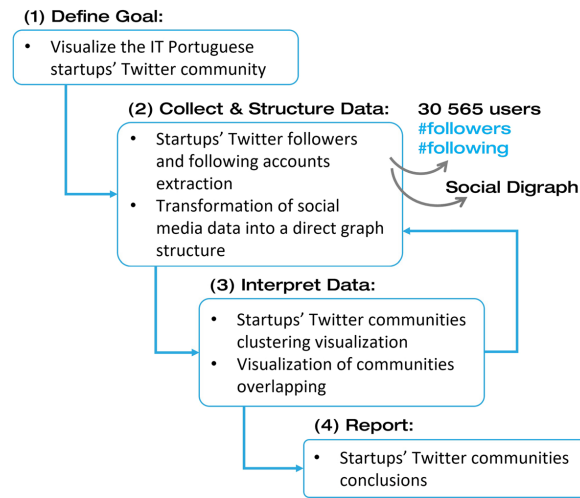 (1) Define Goal:
• Visualize the IT Portuguese
startups' Twitter community
(2) Collect & Structure Data:
30 565 users
#followers
#following
• Startups' Twitter followers
and following accounts
extraction
• Transformation of social
media data into a direct graph
structure
Social Digraph
(3) Interpret Data:
• Startups' Twitter communities
clustering visualization
• Visualization of communities
overlapping
(4) Report:
• Startups' Twitter communities
conclusions